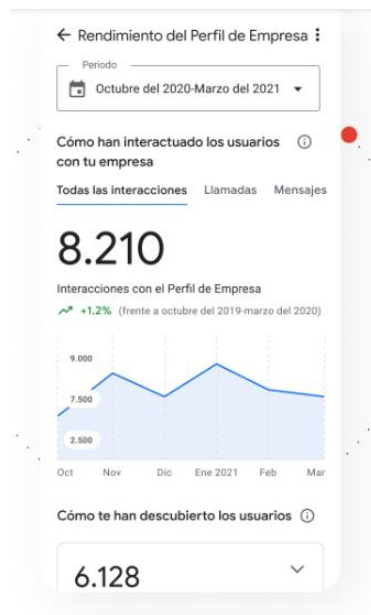 Rendimiento del Perfil de Empresa
Periodo
Octubre del 2020-Marzo del 2021
Cómo han interactuado los usuarios
con tu empresa
Todas las interacciones Llamadas Mensajes
8.210
Interacciones con el Perfil de Empresa
+1.2% (frente a octubre del 2019-marzo del 2020)
9.000
7.500
2.500
Oct Nov Dic Ene 2021 Feb Mar
Cómo te han descubierto los usuarios
6.128